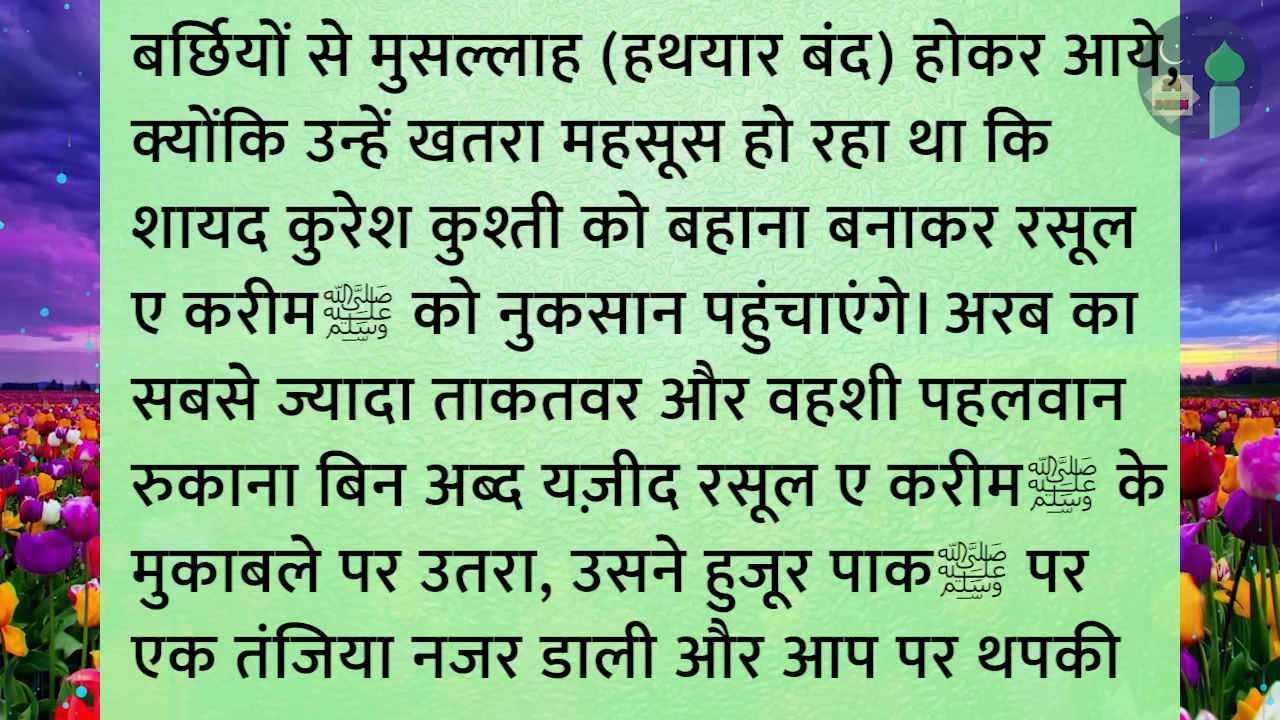 बर्छियों से मुसल्लाह (हथयार बंद) होकर आये,
क्योंकि उन्हें खतरा महसूस हो रहा था कि
शायद कुरेश कुश्ती को बहाना बनाकर रसूल
ए करीमﷺ को नुकसान पहुंचाएंगे। अरब का
सबसे ज्यादा ताकतवर और वहशी पहलवान
रुकाना बिन अब्द यज़ीद रसूल ए करीमﷺ के
मुकाबले पर उतरा, उसने हुजूर पाकﷺ पर
एक तंजिया नजर डाली और आप पर थपकी
DEEN